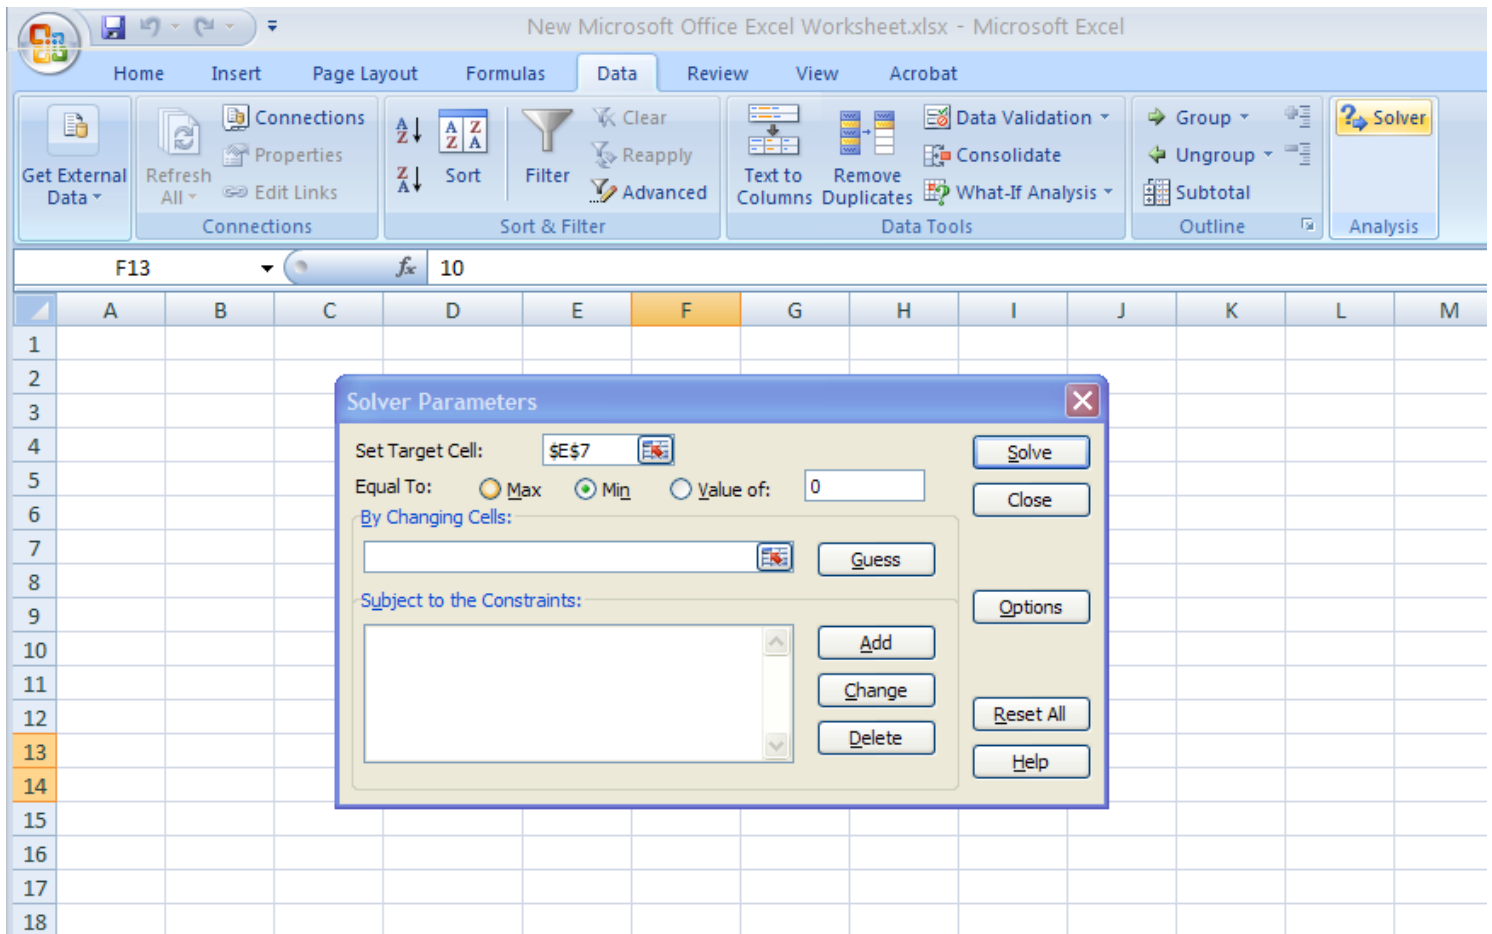 New Microsoft Office Excel Worksheet.xlsx - Microsoft Excel
Home Insert Page Layout Formulas Data Review View Acrobat
Get External Data
Refresh All
Connections
Properties
Edit Links
Connections
A Z
Z A
A Z Z A
Sort
Filter
Clear
Reapply
Advanced
Sort & Filter
Text to Columns
Remove Duplicates
Data Validation
Consolidate
What-If Analysis
Data Tools
Group
Ungroup
Subtotal
Outline
? Solver
Analysis
F13 fx 10
A B C D E F G H I J K L M
1
2
3
4
5
6
7
8
9
10
11
12
13
14
15
16
17
18
Solver Parameters
Set Target Cell: $E$7
Equal To: Max Min Value of: 0
By Changing Cells:
Guess
Subject to the Constraints:
Add
Change
Delete
Solve
Close
Options
Reset All
Help